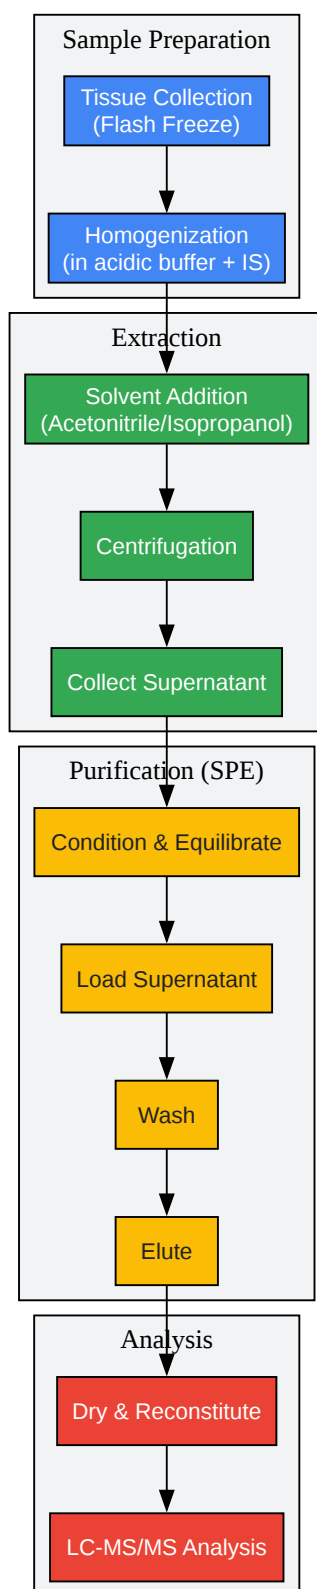 Sample Preparation
Tissue Collection
(Flash Freeze)
Homogenization
(in acidic buffer + IS)
Extraction
Solvent Addition
(Acetonitrile/Isopropanol)
Centrifugation
Collect Supernatant
Purification (SPE)
Condition & Equilibrate
Load Supernatant
Wash
Elute
Analysis
Dry & Reconstitute
LC-MS/MS Analysis